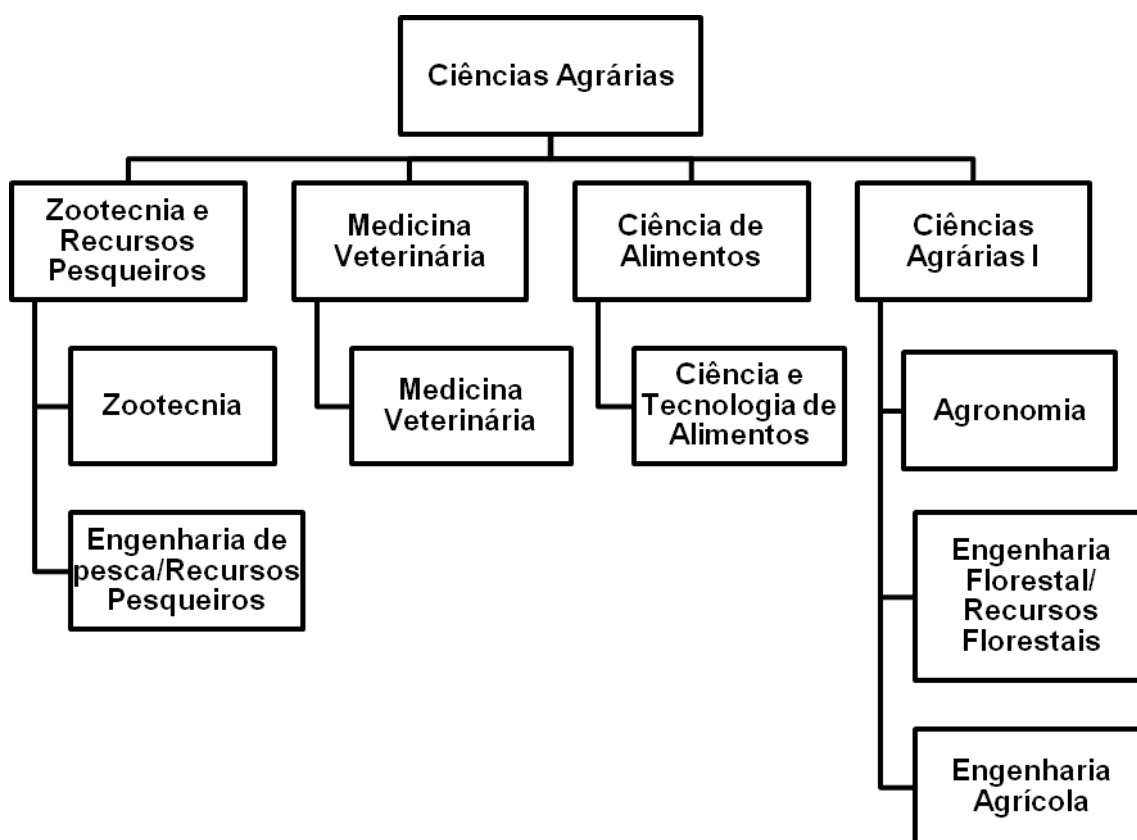 Ciências Agrárias
Zootecnia e
Recursos
Pesqueiros
Medicina
Veterinária
Ciência de
Alimentos
Ciências
Agrárias I
Zootecnia
Medicina
Veterinária
Ciência e
Tecnologia de
Alimentos
Agronomia
Engenharia de
pesca/Recursos
Pesqueiros
Engenharia
Florestal/
Recursos
Florestais
Engenharia
Agrícola